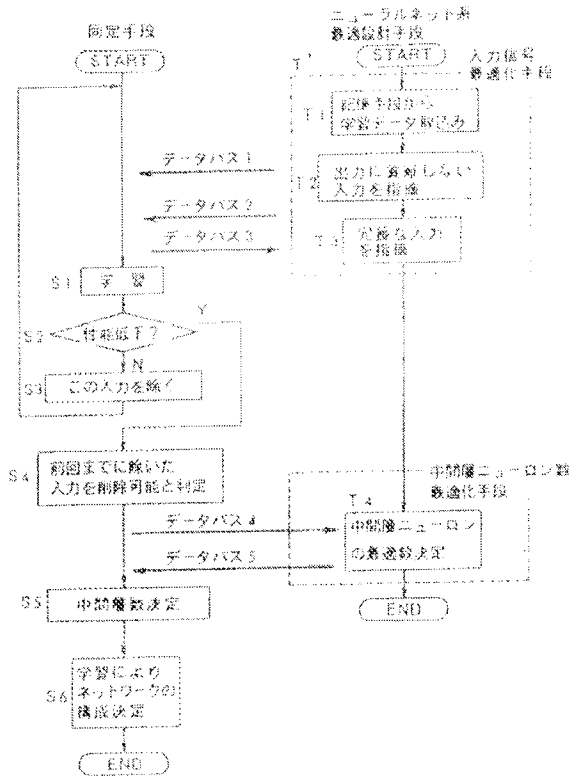 同定手段
START
ニューラルネット系
最適設計手段
START
T'
入力信号
最適化手段
T1
記憶手段から
学習データ取込み
データバス1
T2
出力に貢献しない
入力を指摘
データバス2
データバス3
T3
冗長な入力
を指摘
S1
学習
S2
性能低下?
Y
N
S3
この入力を除く
S4
前回までに除いた
入力を削除可能と判定
データバス4
データバス5
中間層ニューロン数
最適化手段
T4
中間層ニューロン
の最適数決定
END
S5
中間層数決定
S6
学習により
ネットワークの
構成決定
END